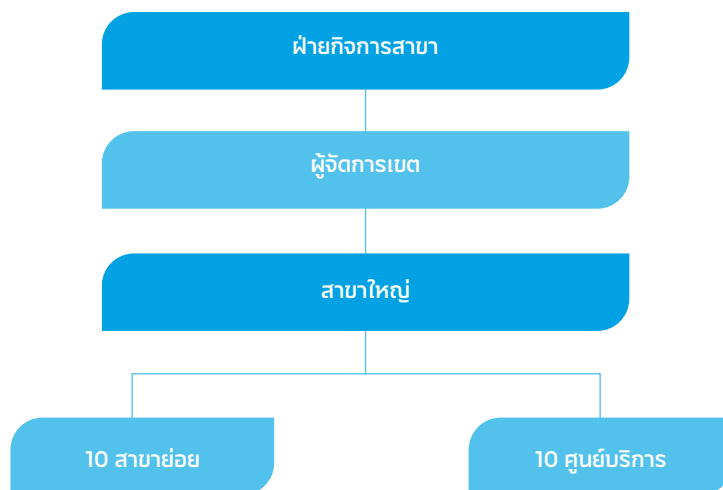 ฝ่ายกิจการสาขา
ผู้จัดการเขต
สาขาใหญ่
10 สาขาย่อย
10 ศูนย์บริการ